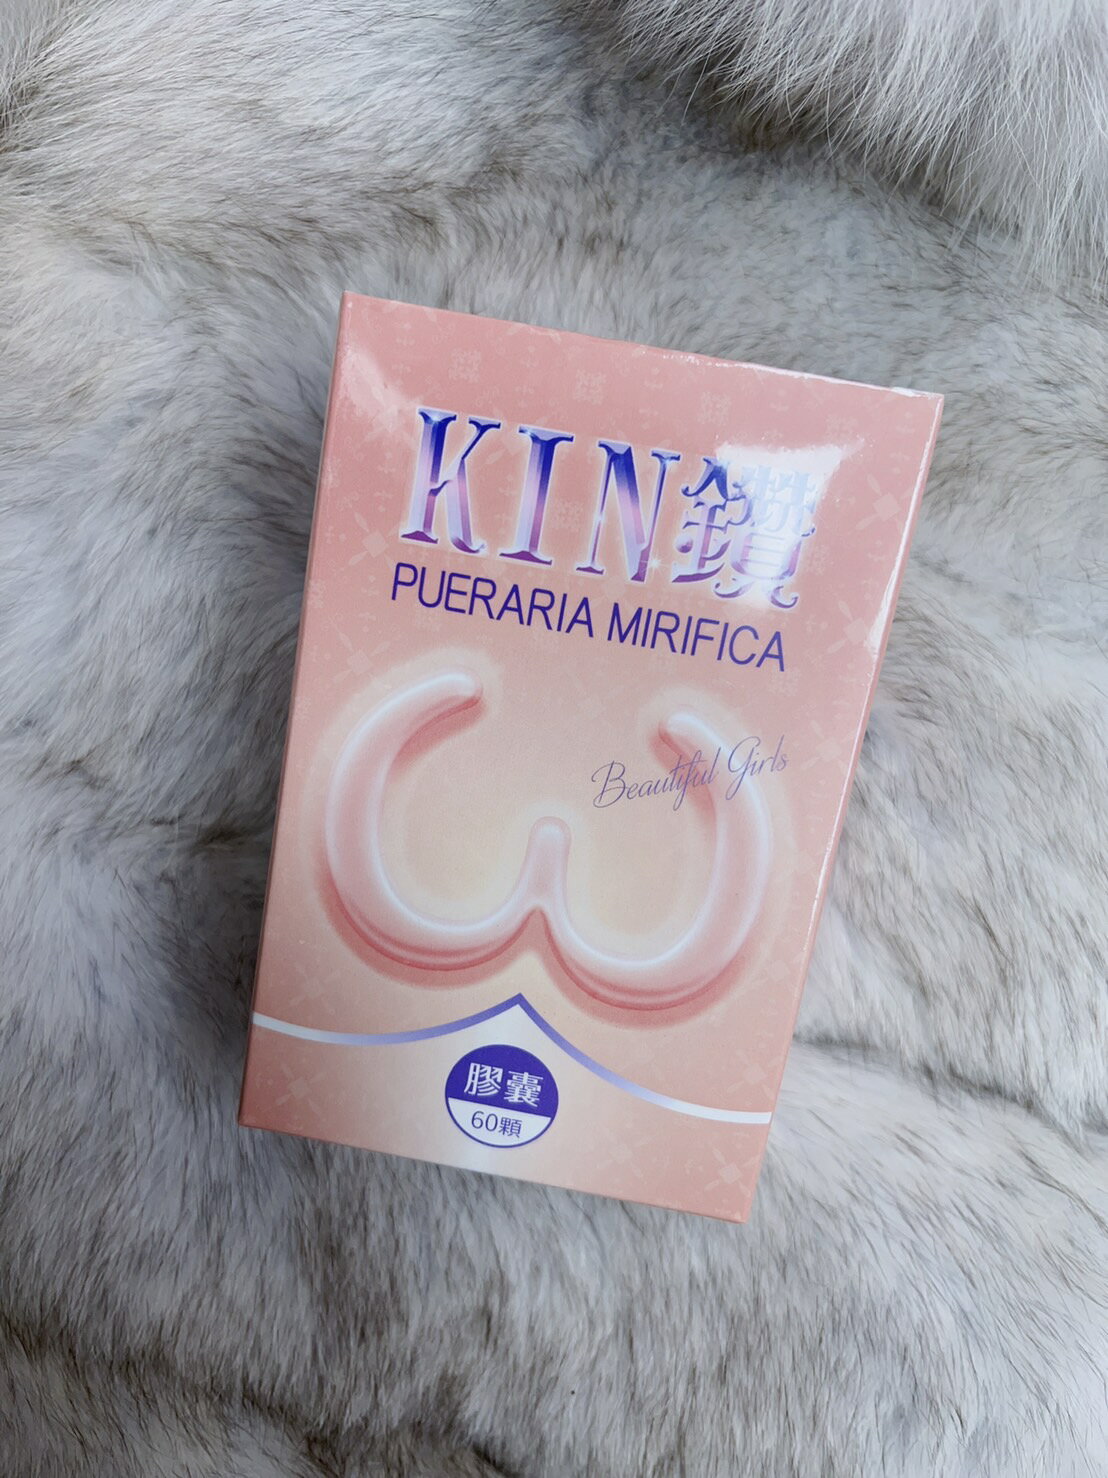 KIN鑽
PUERARIA MIRIFICA
Beautiful Girls
膠囊
60顆